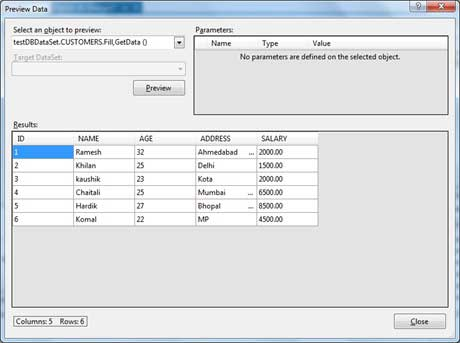 Preview Data
Select an object to preview:
testDBDataSet.CUSTOMERS.Fill,GetData ()
Target DataSet:
Preview
Parameters:
Name Type Value
No parameters are defined on the selected object.
Results:
ID NAME AGE ADDRESS SALARY
1 Ramesh 32 Ahmedabad ... 2000.00
2 Khilan 25 Delhi 1500.00
3 kaushik 23 Kota 2000.00
4 Chaitali 25 Mumbai ... 6500.00
5 Hardik 27 Bhopal ... 8500.00
6 Komal 22 MP 4500.00
Columns: 5 Rows: 6
Close